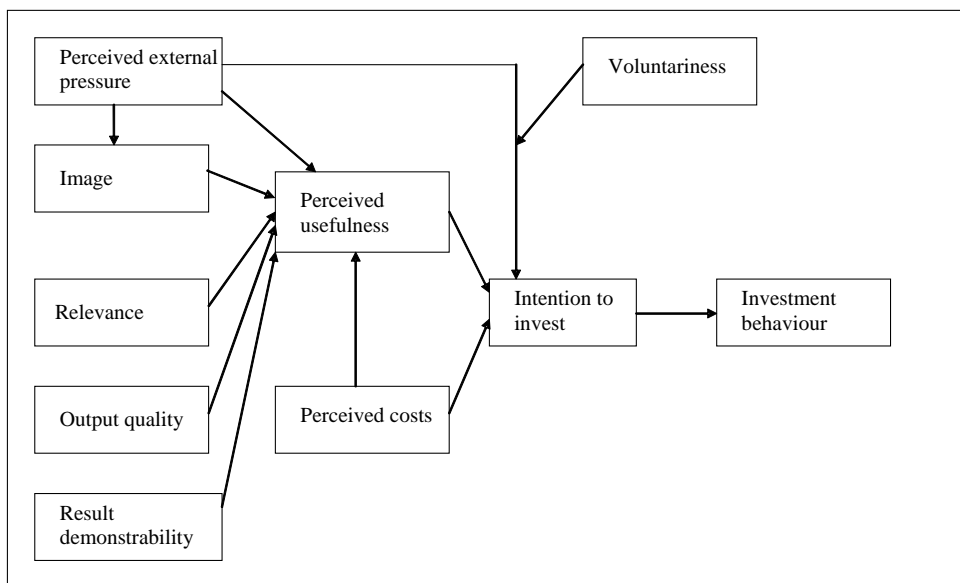 Perceived external
pressure
Voluntariness
Image
Perceived
usefulness
Relevance
Intention to
invest
Investment
behaviour
Output quality
Perceived costs
Result
demonstrability